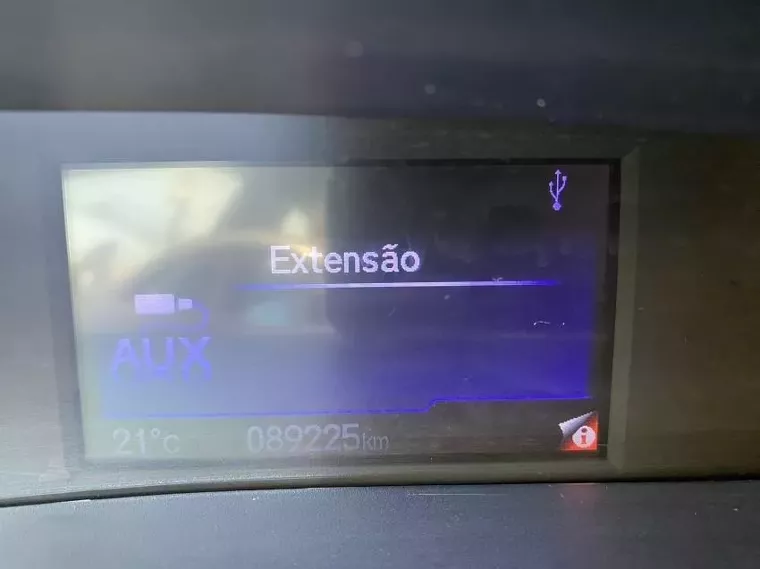 Extensão
AUX
21°c 089225km
i